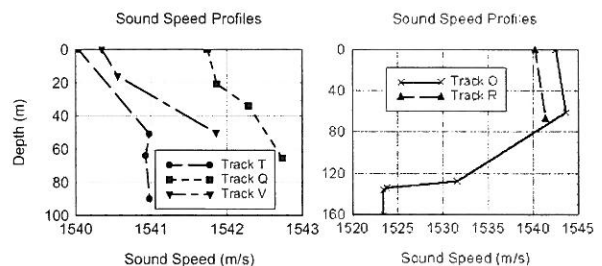 Sound Speed Profiles
0
20
40
60
80
100
Depth (m)
Track T
Track Q
Track V
1540 1541 1542 1543
Sound Speed (m/s)
Sound Speed Profiles
0
40
80
120
160
Track O
Track R
1520 1525 1530 1535 1540 1545
Sound Speed (m/s)